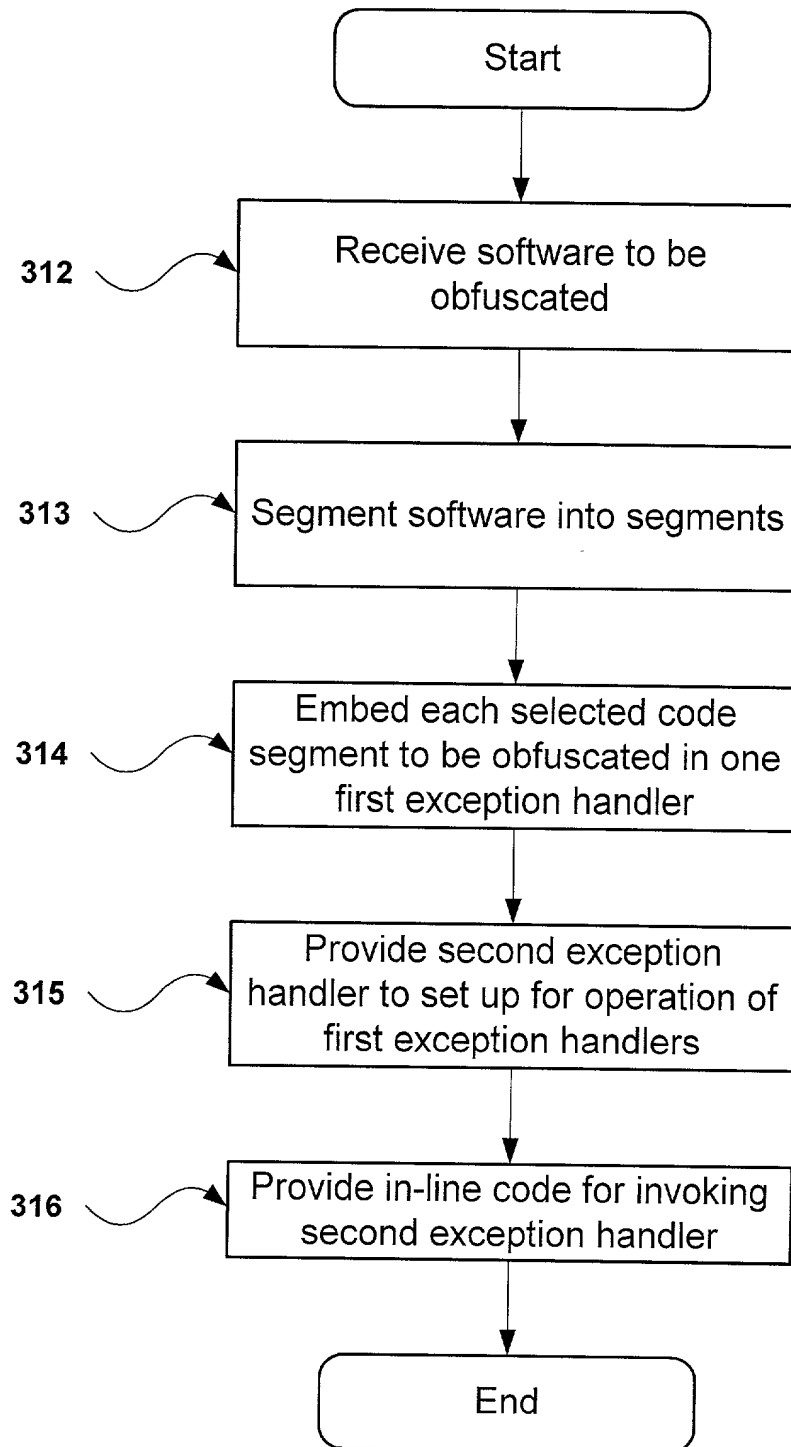 Start
312
Receive software to be
obfuscated
313
Segment software into segments
314
Embed each selected code
segment to be obfuscated in one
first exception handler
315
Provide second exception
handler to set up for operation of
first exception handlers
316
Provide in-line code for invoking
second exception handler
End